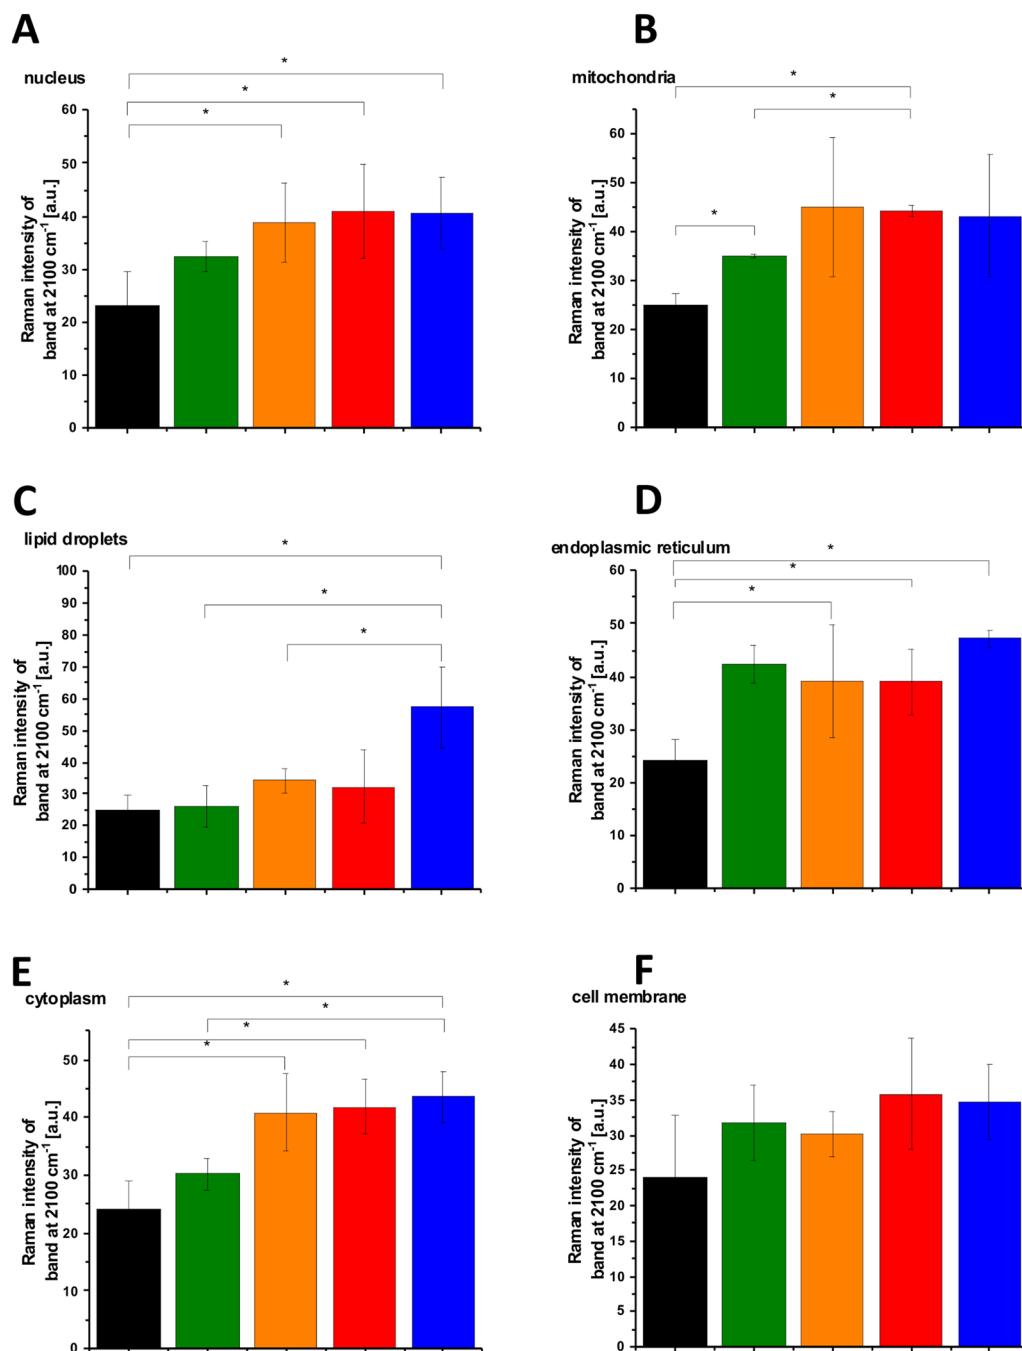 A
nucleus
*
*
*
60
50
40
30
20
10
0
Raman intensity of
band at 2100 cm-1 [a.u.]
B
mitochondria
*
*
*
60
50
40
30
20
10
0
Raman intensity of
band at 2100 cm-1 [a.u.]
C
lipid droplets
*
*
*
100
90
80
70
60
50
40
30
20
10
0
Raman intensity of
band at 2100 cm-1 [a.u.]
D
endoplasmic reticulum
*
*
*
60
50
40
30
20
10
0
Raman intensity of
band at 2100 cm-1 [a.u.]
E
cytoplasm
*
*
*
*
50
40
30
20
10
0
Raman intensity of
band at 2100 cm-1 [a.u.]
F
cell membrane
45
40
35
30
25
20
15
10
5
0
Raman intensity of
band at 2100 cm-1 [a.u.]